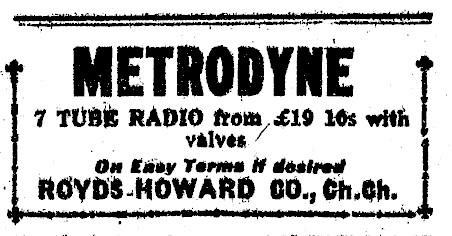 METRODYNE
7 TUBE RADIO from £19 10s with
valves
On Easy Terms if desired
ROYDS-HOWARD CO., Ch.Ch.